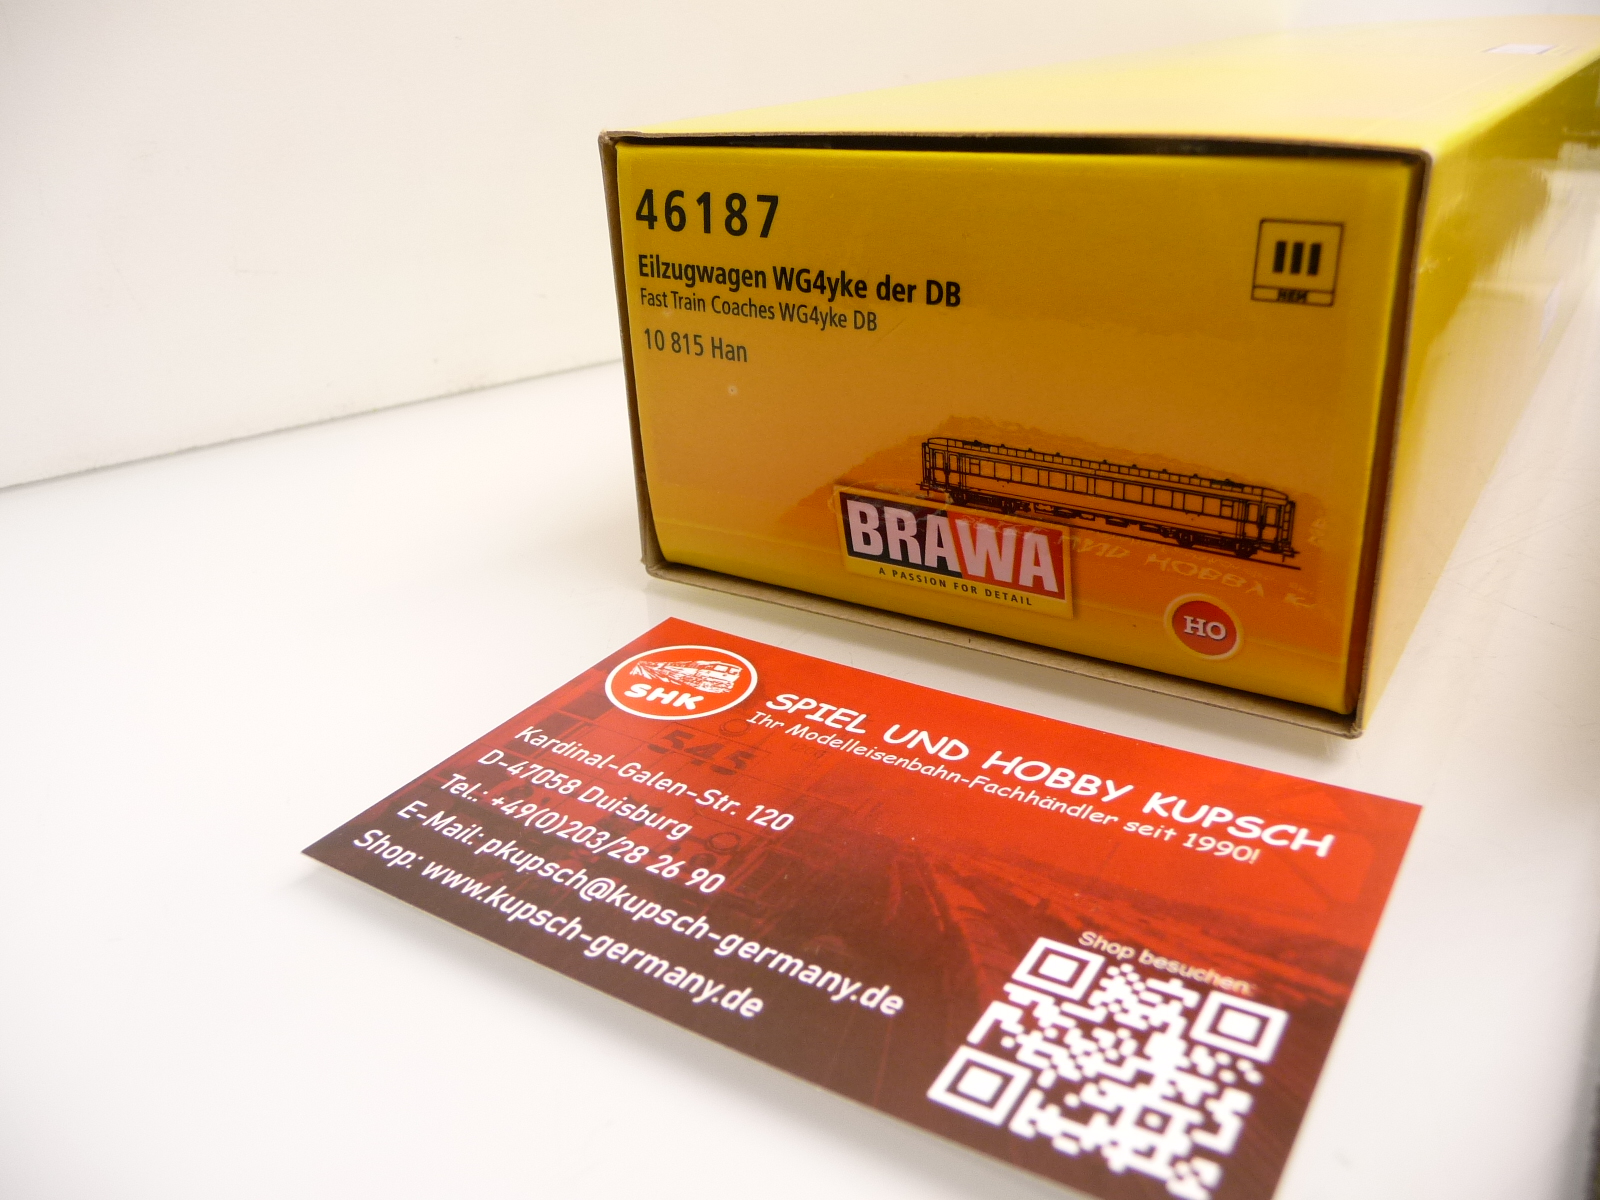 46187
Eilzugwagen WG4yke der DB
Fast Train Coaches WG4yke DB
10 815 Han
III
NEM
BRAWA
A PASSION FOR DETAIL
HO
SHK
SPIEL UND HOBBY KUPSCH
Ihr Modelleisenbahn-Fachhändler seit 1990!
545
Kardinal-Galen-Str. 120
D-47058 Duisburg
Tel.: +49(0)203/28 26 90
E-Mail: pkupsch@kupsch-germany.de
Shop: www.kupsch-germany.de
Shop besuchen: